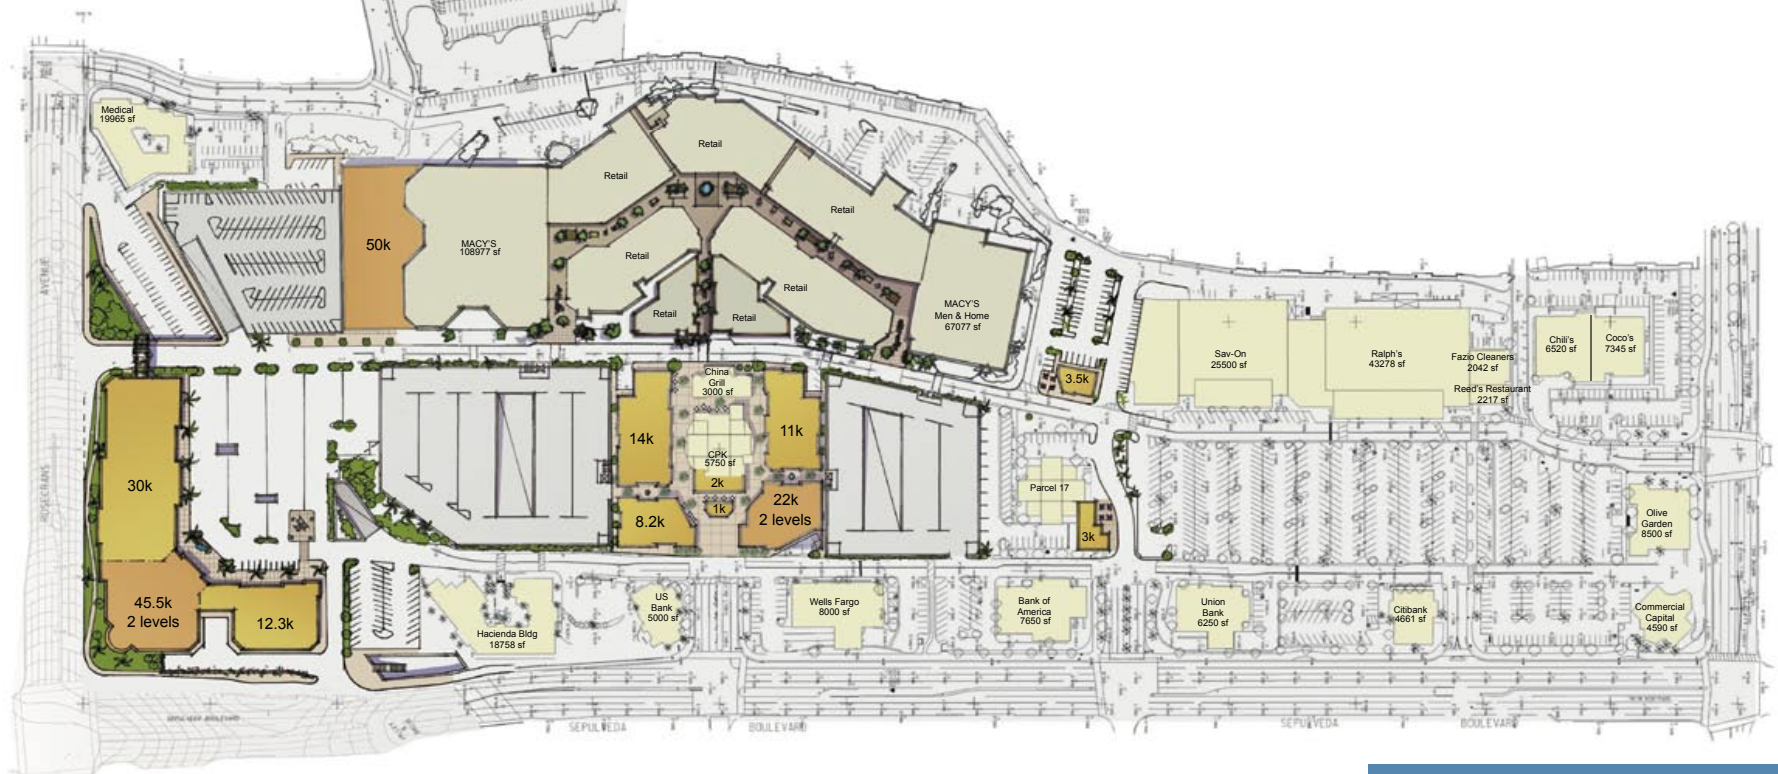 Medical
19965 sf
Retail
Retail
Retail
50k
MACY'S
108977 sf
Retail
Retail
Retail
Retail
MACY'S
Men & Home
67077 sf
AVENUE
ROSECRANS
China
Grill
3000 sf
3.5k
Sav-On
25500 sf
Ralph's
43278 sf
Fazio Cleaners
2042 sf
Reed's Restaurant
2217 sf
Chili's
6520 sf
Coco's
7345 sf
14k
11k
CPK
5750 sf
2k
1k
22k
2 levels
8.2k
30k
Parcel 17
3k
Olive
Garden
8500 sf
45.5k
2 levels
12.3k
Hacienda Bldg
18758 sf
US
Bank
5000 sf
Wells Fargo
8000 sf
Bank of
America
7650 sf
Union
Bank
6250 sf
Citibank
4661 sf
Commercial
Capital
4590 sf
SEPULVEDA BOULEVARD
SEPULVEDA BOULEVARD